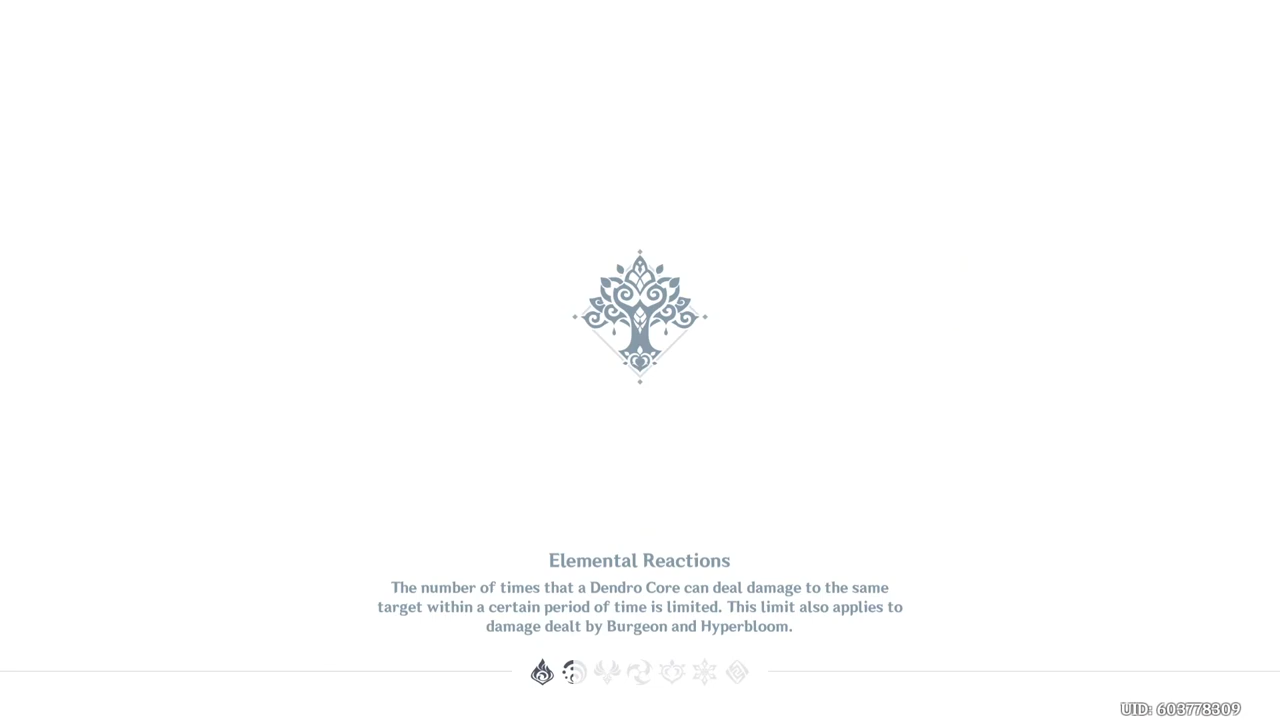 Elemental Reactions
The number of times that a Dendro Core can deal damage to the same
target within a certain period of time is limited. This limit also applies to
damage dealt by Burgeon and Hyperbloom.
UID: 603778309